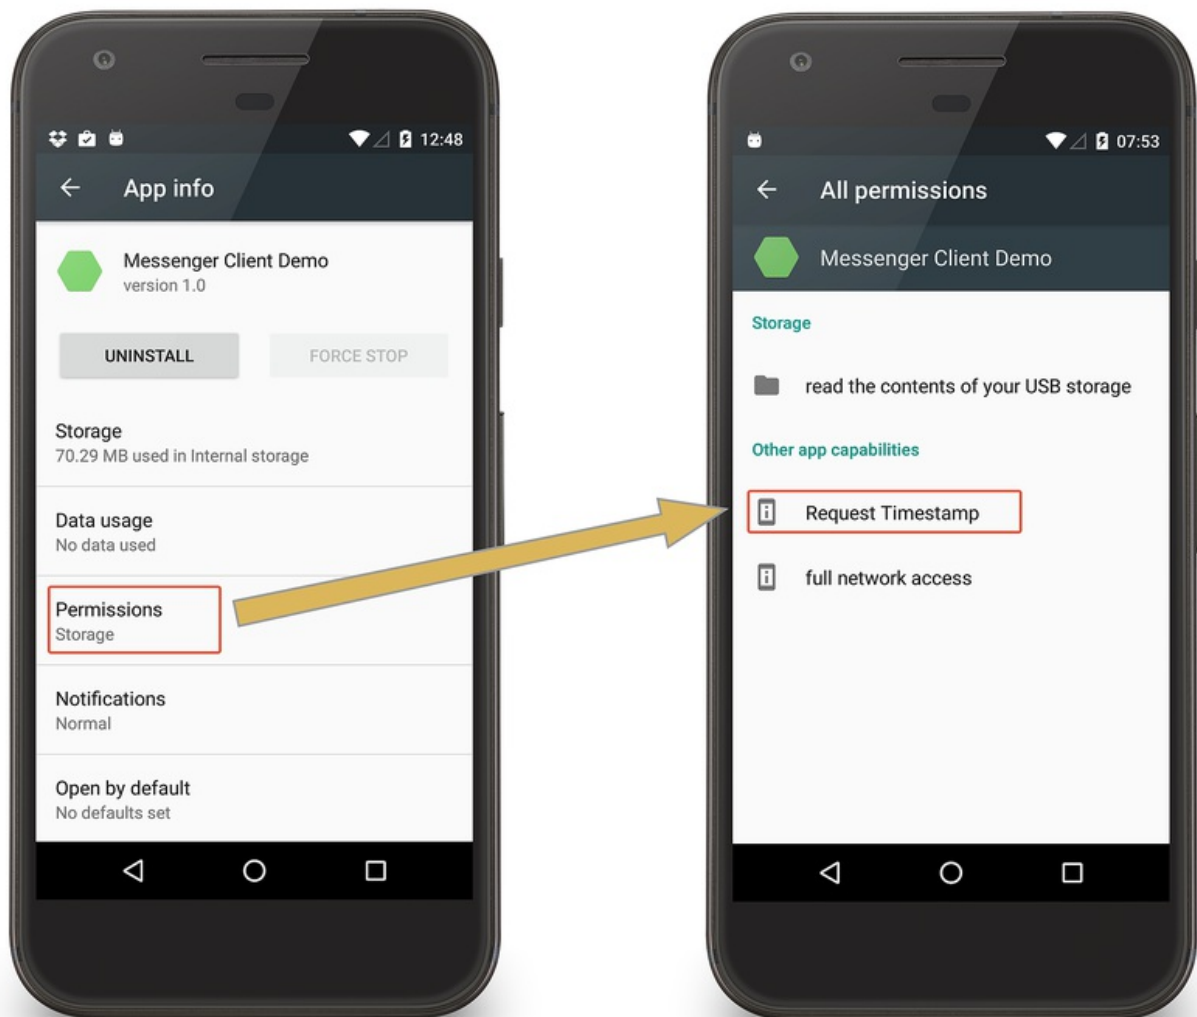 12:48
App info
Messenger Client Demo
version 1.0
UNINSTALL
FORCE STOP
Storage
70.29 MB used in Internal storage
Data usage
No data used
Permissions
Storage
Notifications
Normal
Open by default
No defaults set
07:53
All permissions
Messenger Client Demo
Storage
read the contents of your USB storage
Other app capabilities
Request Timestamp
full network access